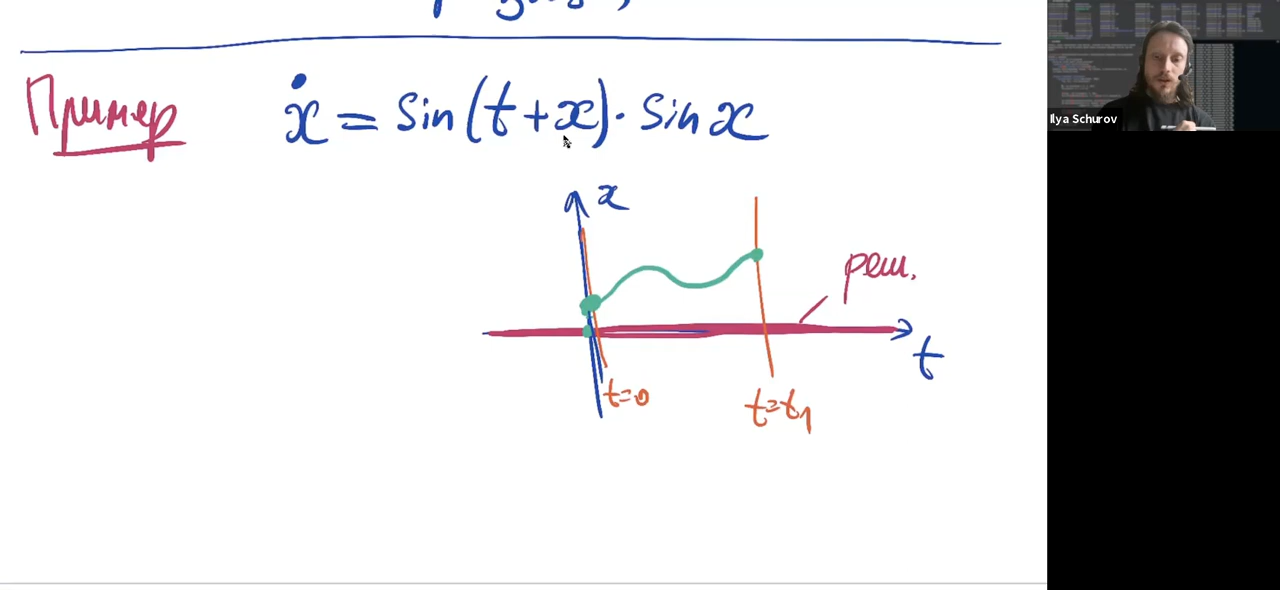 Пример ẋ = sin(t+x)· sin x
x
реш.
t
t=0
t=t₁
Ilya Schurov